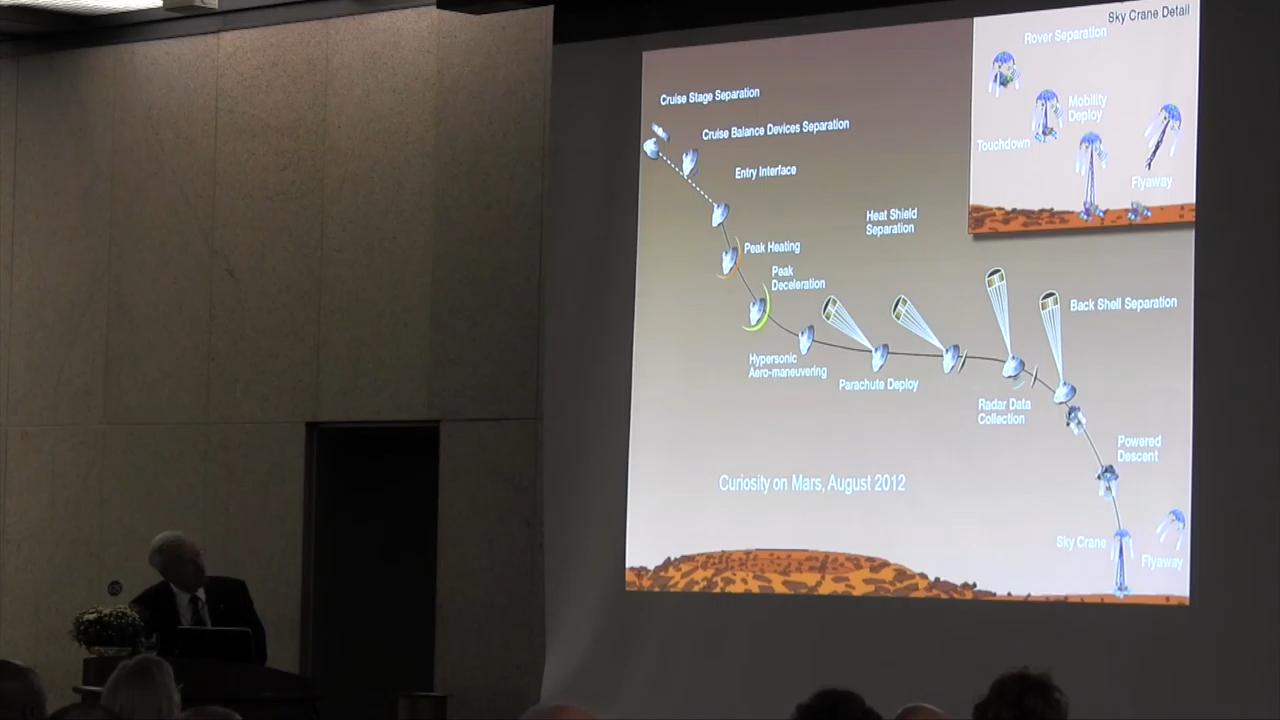 Sky Crane Detail
Rover Separation
Mobility
Deploy
Touchdown
Flyaway
Cruise Stage Separation
Cruise Balance Devices Separation
Entry Interface
Heat Shield
Separation
Peak Heating
Peak
Deceleration
Back Shell Separation
Hypersonic
Aero-maneuvering
Parachute Deploy
Radar Data
Collection
Powered
Descent
Curiosity on Mars, August 2012
Sky Crane
Flyaway